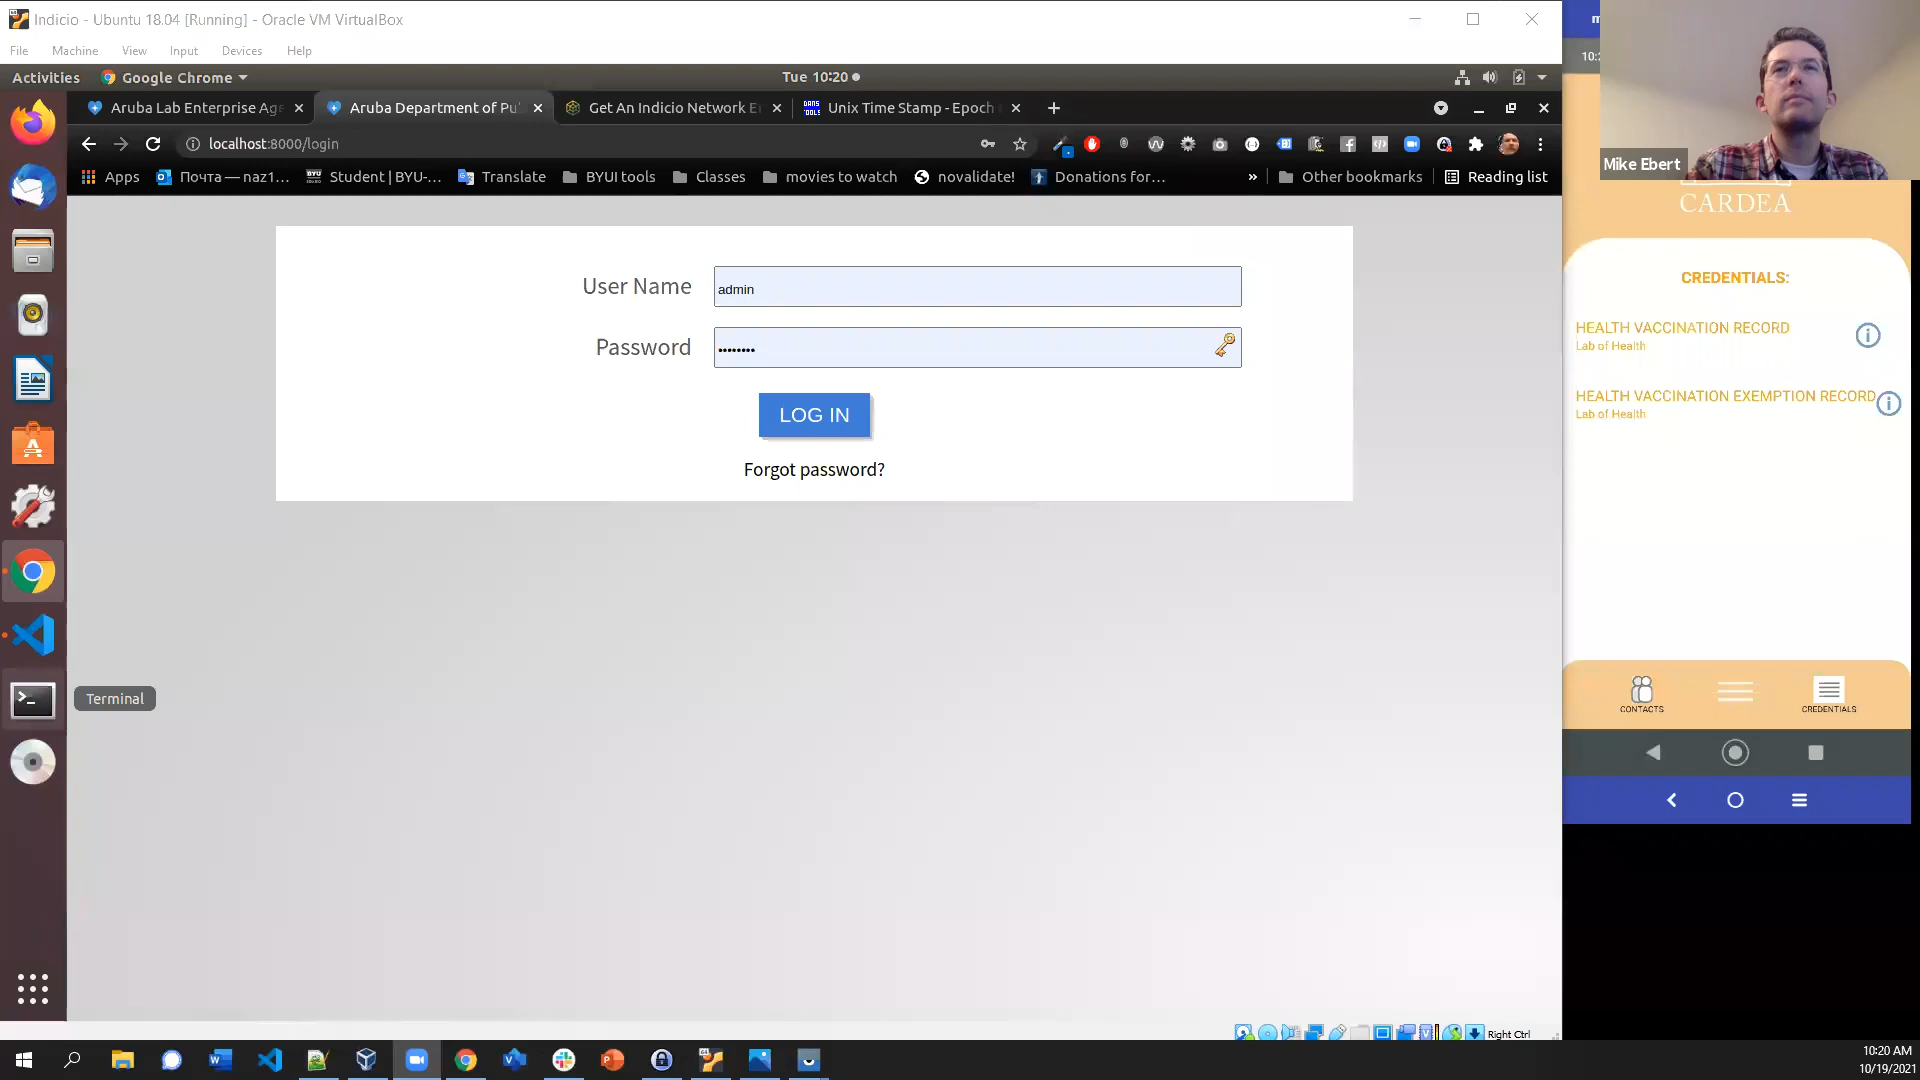 Indicio - Ubuntu 18.04 [Running] - Oracle VM VirtualBox
File Machine View Input Devices Help
Activities Google Chrome Tue 10:20
Aruba Lab Enterprise Age
Aruba Department of Pu
Get An Indicio Network E
Unix Time Stamp - Epoch
localhost:8000/login
Apps Почта — naz1... Student | BYU-... Translate BYUI tools Classes movies to watch novalidate! Donations for... » Other bookmarks Reading list
User Name
admin
Password
••••••••
LOG IN
Forgot password?
Terminal
Right Ctrl
10:20 AM
10/19/2021
Mike Ebert
CARDEA
CREDENTIALS:
HEALTH VACCINATION RECORD
Lab of Health
HEALTH VACCINATION EXEMPTION RECORD
Lab of Health
CONTACTS
CREDENTIALS